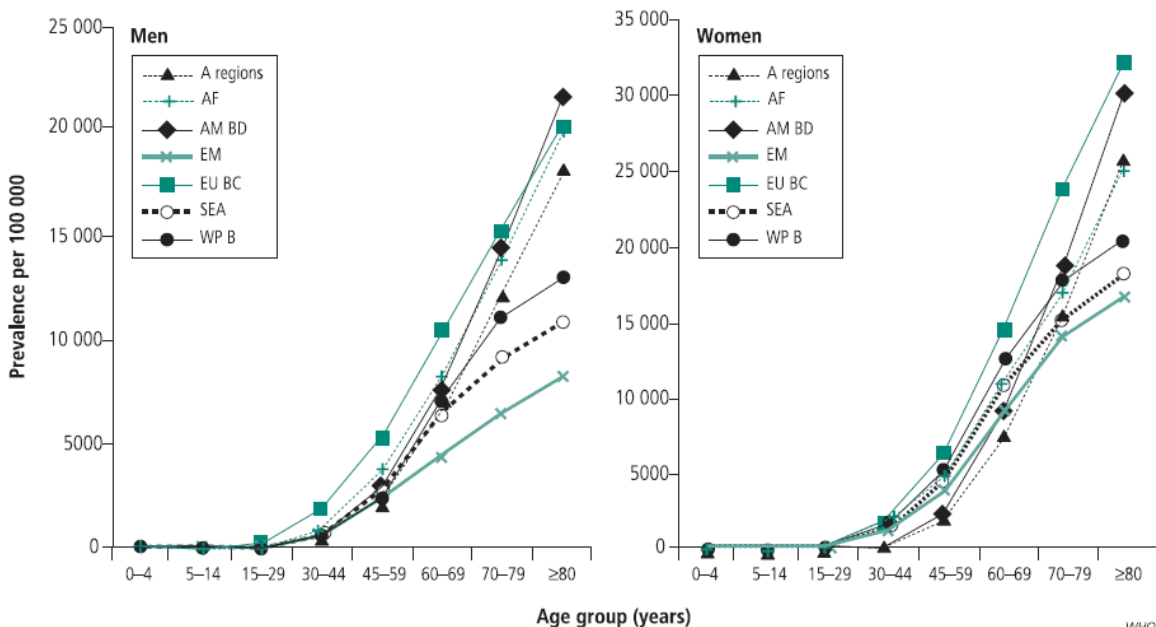 Men
A regions
AF
AM BD
EM
EU BC
SEA
WP B
25 000
20 000
15 000
10 000
5000
0
0–4
5–14
15–29
30–44
45–59
60–69
70–79
≥80
Women
A regions
AF
AM BD
EM
EU BC
SEA
WP B
35 000
30 000
25 000
20 000
15 000
10 000
5000
0
0–4
5–14
15–29
30–44
45–59
60–69
70–79
≥80
Prevalence per 100 000
Age group (years)
WHO